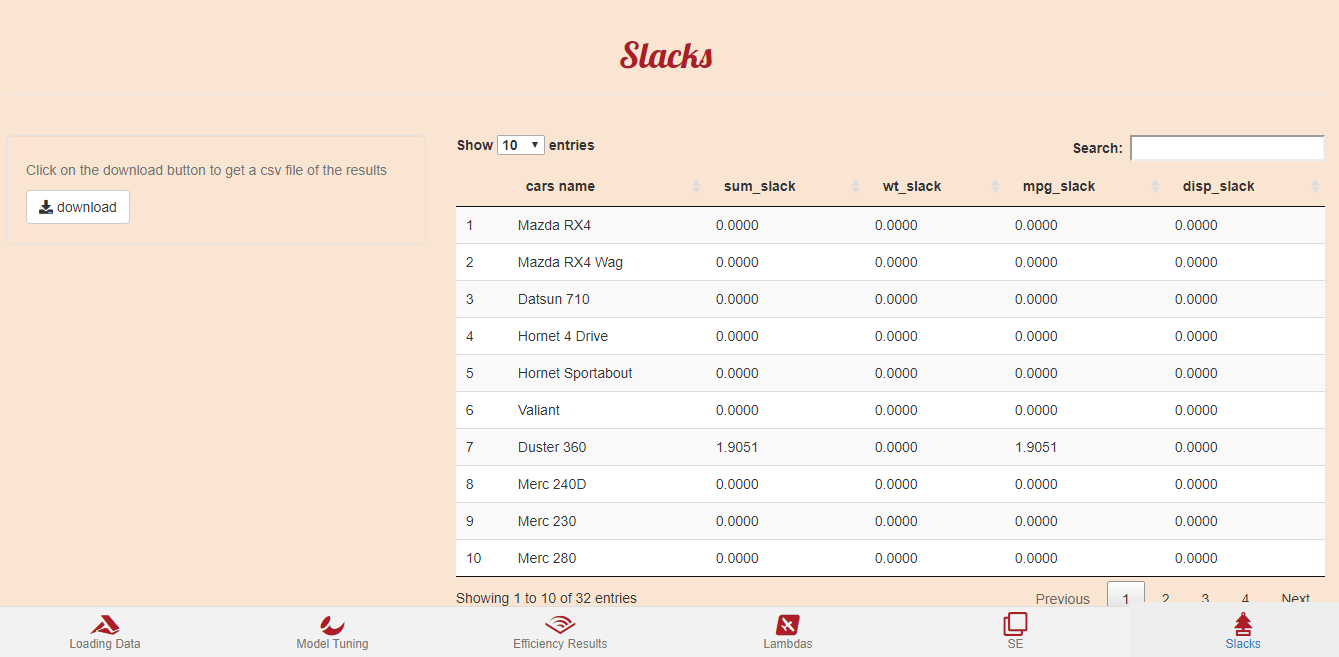 Slacks
Click on the download button to get a csv file of the results
download
Show 10 entries
Search:
cars name sum_slack wt_slack mpg_slack disp_slack
1 Mazda RX4 0.0000 0.0000 0.0000 0.0000
2 Mazda RX4 Wag 0.0000 0.0000 0.0000 0.0000
3 Datsun 710 0.0000 0.0000 0.0000 0.0000
4 Hornet 4 Drive 0.0000 0.0000 0.0000 0.0000
5 Hornet Sportabout 0.0000 0.0000 0.0000 0.0000
6 Valiant 0.0000 0.0000 0.0000 0.0000
7 Duster 360 1.9051 0.0000 1.9051 0.0000
8 Merc 240D 0.0000 0.0000 0.0000 0.0000
9 Merc 230 0.0000 0.0000 0.0000 0.0000
10 Merc 280 0.0000 0.0000 0.0000 0.0000
Showing 1 to 10 of 32 entries
Previous 1 2 3 4 Next
Loading Data Model Tuning Efficiency Results Lambdas SE Slacks